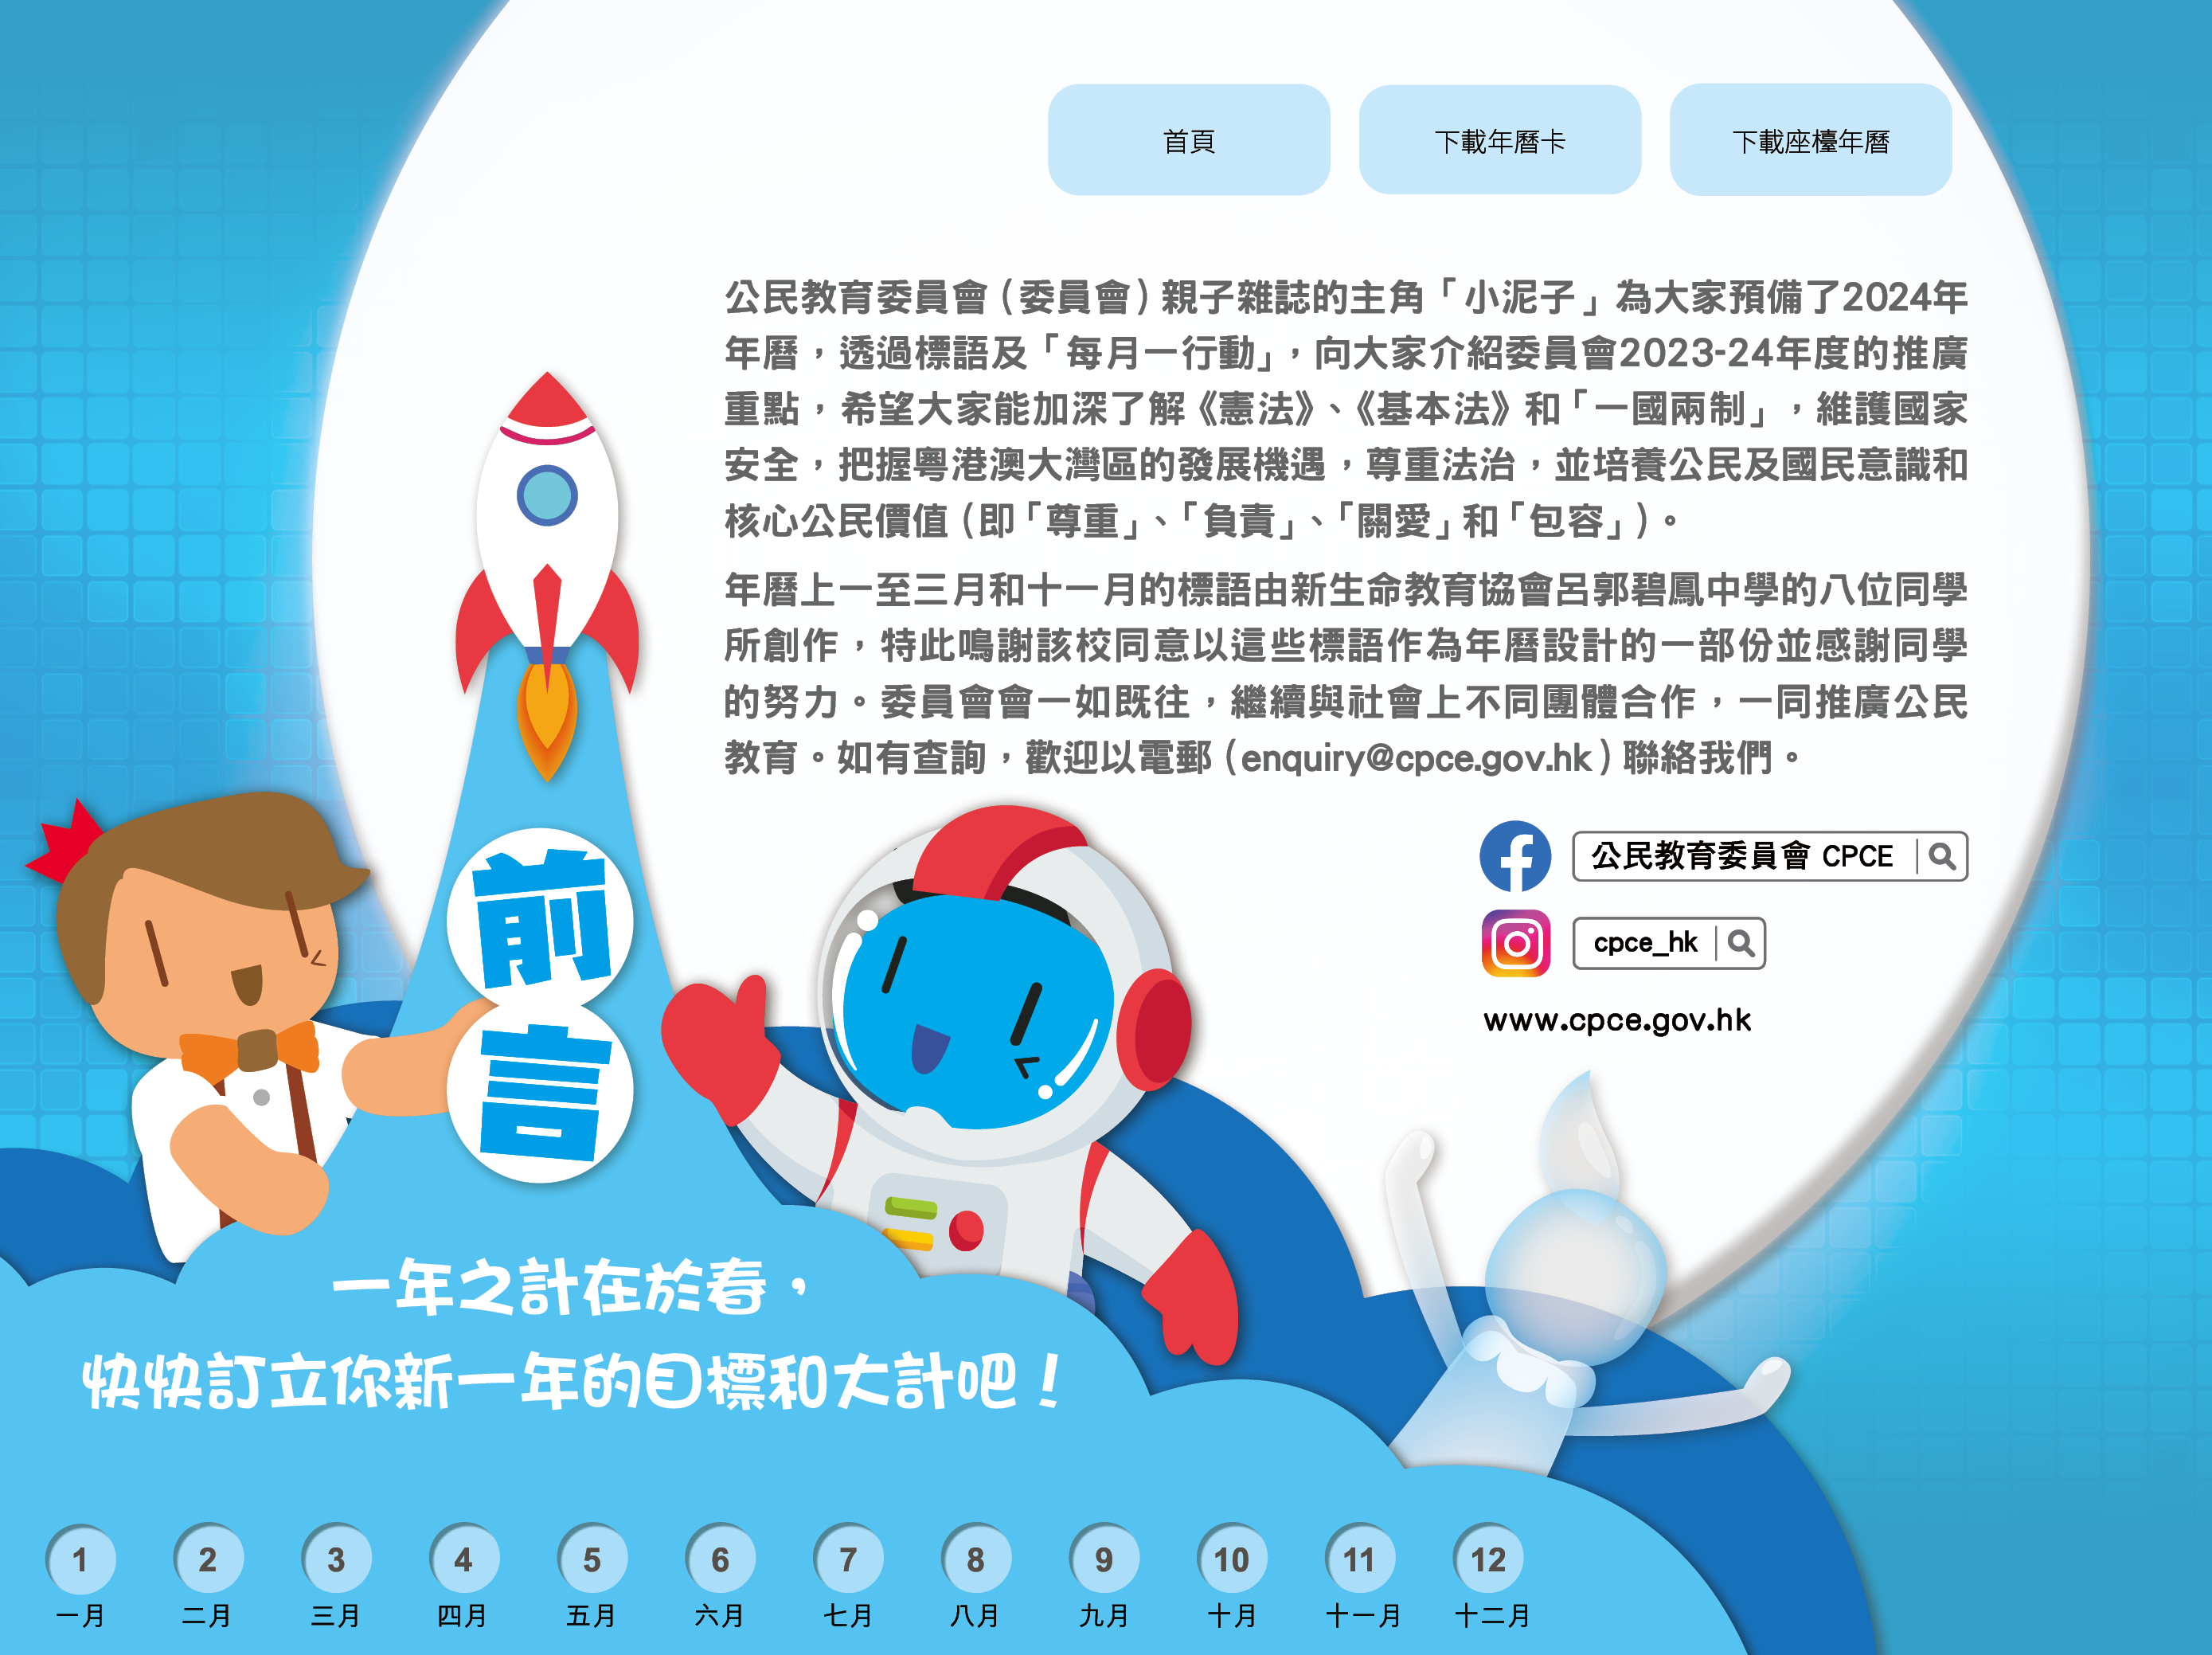 首頁
下載年曆卡
下載座檯年曆
公民教育委員會（委員會）親子雜誌的主角「小泥子」為大家預備了2024年
年曆，透過標語及「每月一行動」，向大家介紹委員會2023-24年度的推廣
重點，希望大家能加深了解《憲法》、《基本法》和「一國兩制」，維護國家
安全，把握粵港澳大灣區的發展機遇，尊重法治，並培養公民及國民意識和
核心公民價值（即「尊重」、「負責」、「關愛」和「包容」）。
年曆上一至三月和十一月的標語由新生命教育協會呂郭碧鳳中學的八位同學
所創作，特此鳴謝該校同意以這些標語作為年曆設計的一部份並感謝同學
的努力。委員會會一如既往，繼續與社會上不同團體合作，一同推廣公民
教育。如有查詢，歡迎以電郵（enquiry@cpce.gov.hk）聯絡我們。
公民教育委員會 CPCE
cpce_hk
www.cpce.gov.hk
前
言
一年之計在於春，
快快訂立你新一年的目標和大計吧！
1 2 3 4 5 6 7 8 9 10 11 12
一月 二月 三月 四月 五月 六月 七月 八月 九月 十月 十一月 十二月